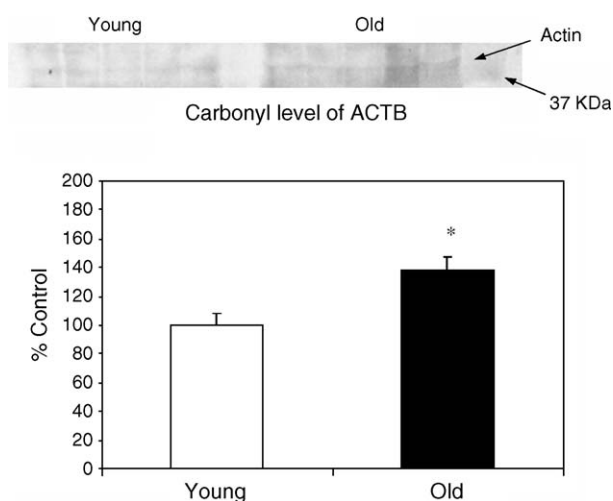 Young Old
Actin
37 KDa
Carbonyl level of ACTB
200
180
160
*
140
120
100
80
60
40
20
0
% Control
Young Old